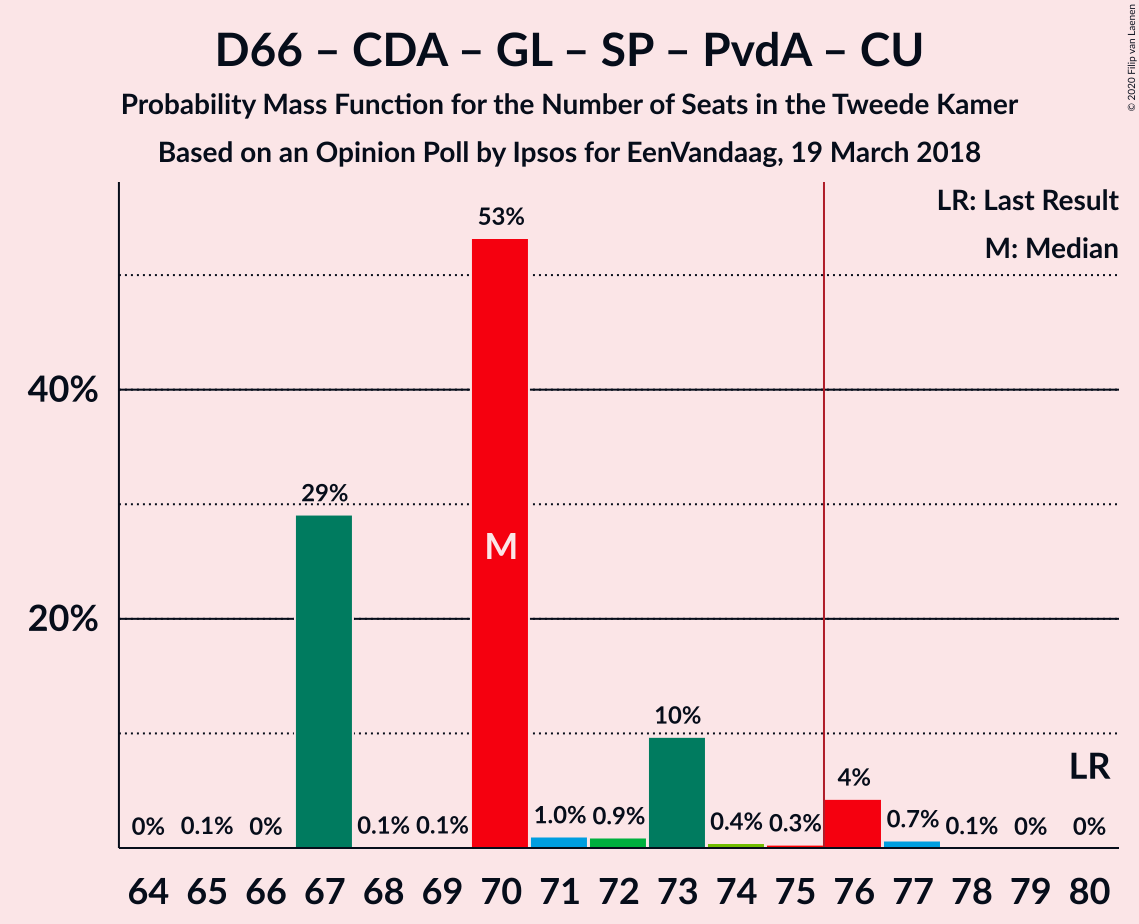 D66 – CDA – GL – SP – PvdA – CU
Probability Mass Function for the Number of Seats in the Tweede Kamer
Based on an Opinion Poll by Ipsos for EenVandaag, 19 March 2018
© 2020 Filip van Laenen
LR: Last Result
M: Median
53%
40%
29%
M
20%
10%
LR
4%
0% 0.1% 0% 0.1% 0.1% 1.0% 0.9% 0.4% 0.3% 0.7% 0.1% 0% 0%
64 65 66 67 68 69 70 71 72 73 74 75 76 77 78 79 80